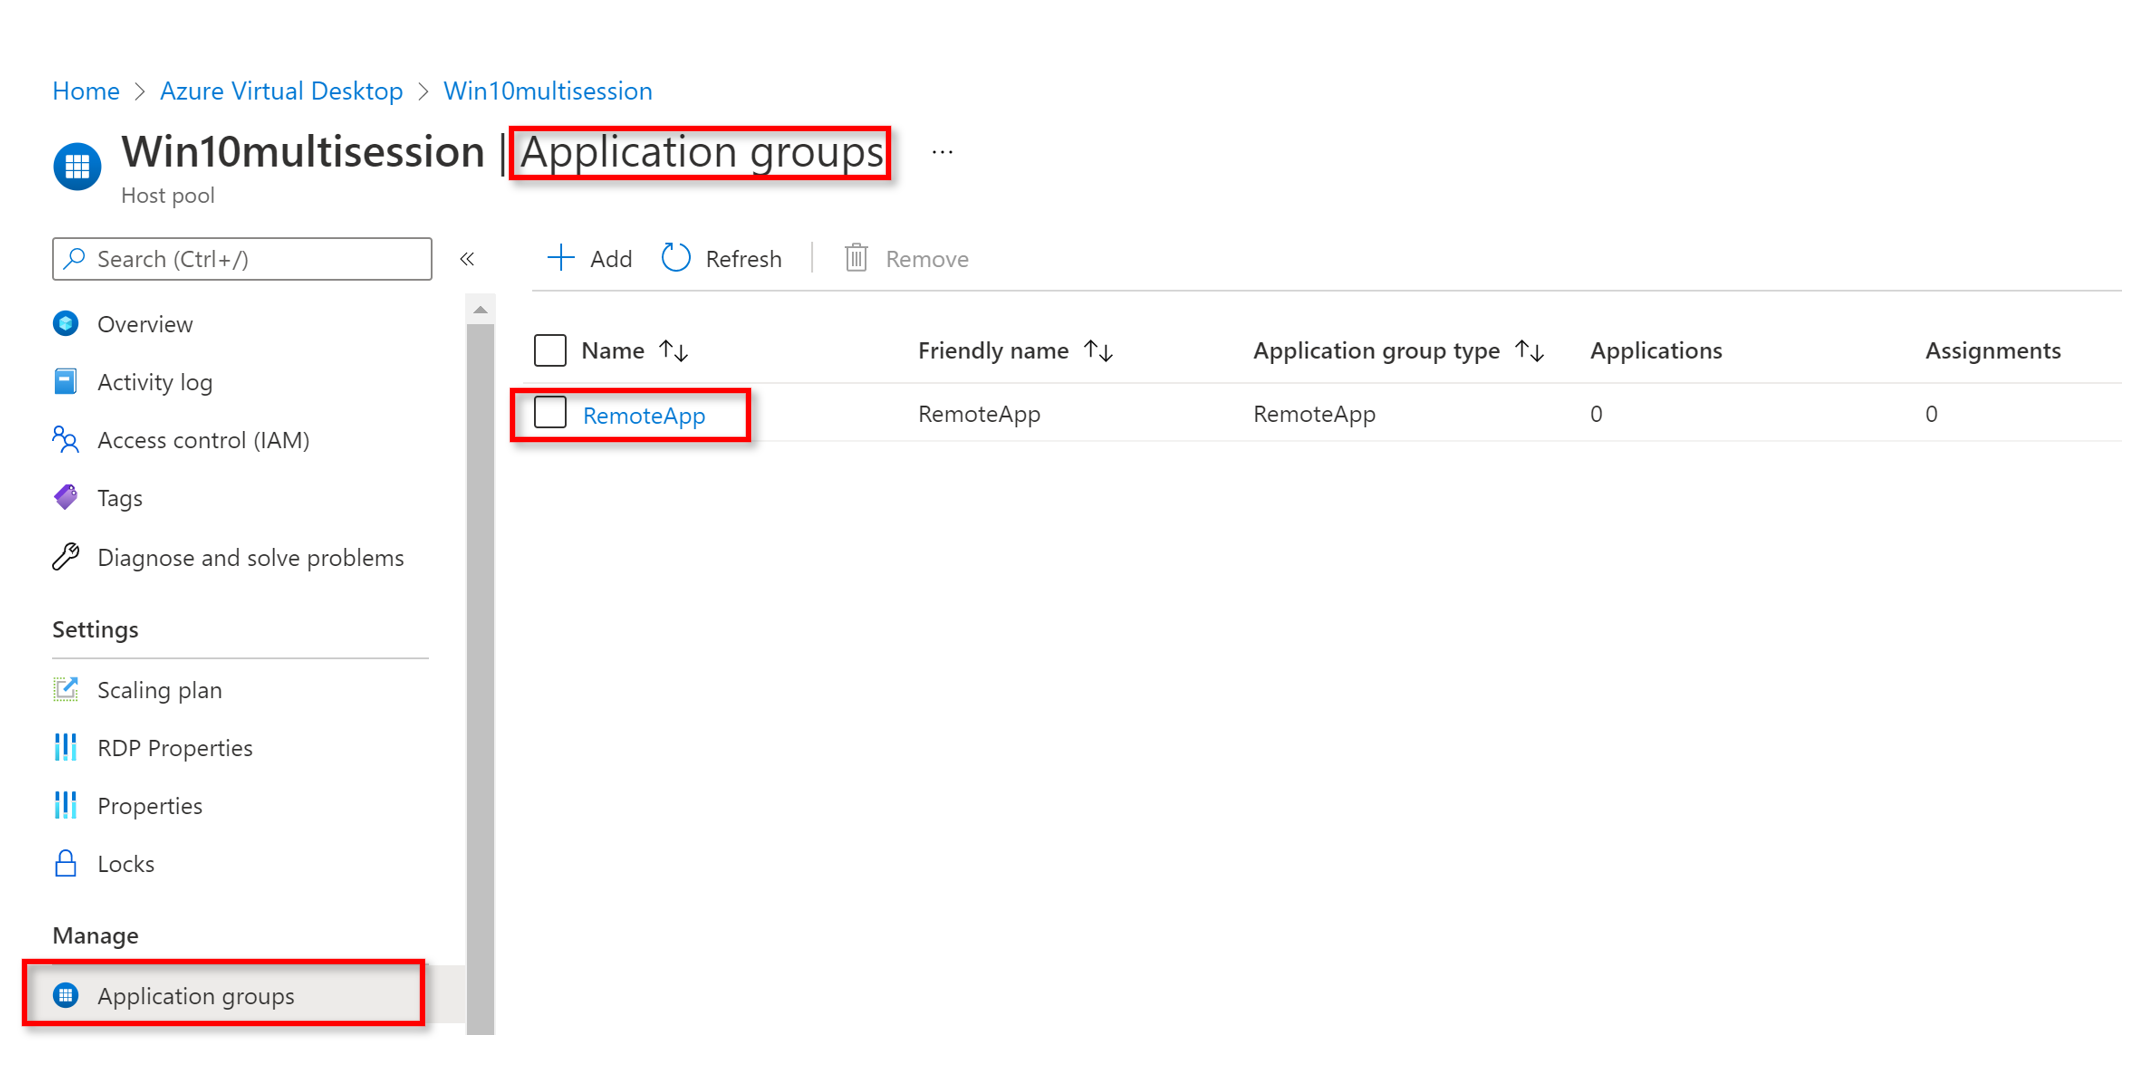 Home > Azure Virtual Desktop > Win10multisession
Win10multisession | Application groups ...
Host pool
Search (Ctrl+/) «
Add Refresh | Remove
Overview
Activity log
Access control (IAM)
Tags
Diagnose and solve problems
Settings
Scaling plan
RDP Properties
Properties
Locks
Manage
Application groups
Name ↑↓ Friendly name ↑↓ Application group type ↑↓ Applications Assignments
RemoteApp RemoteApp RemoteApp 0 0